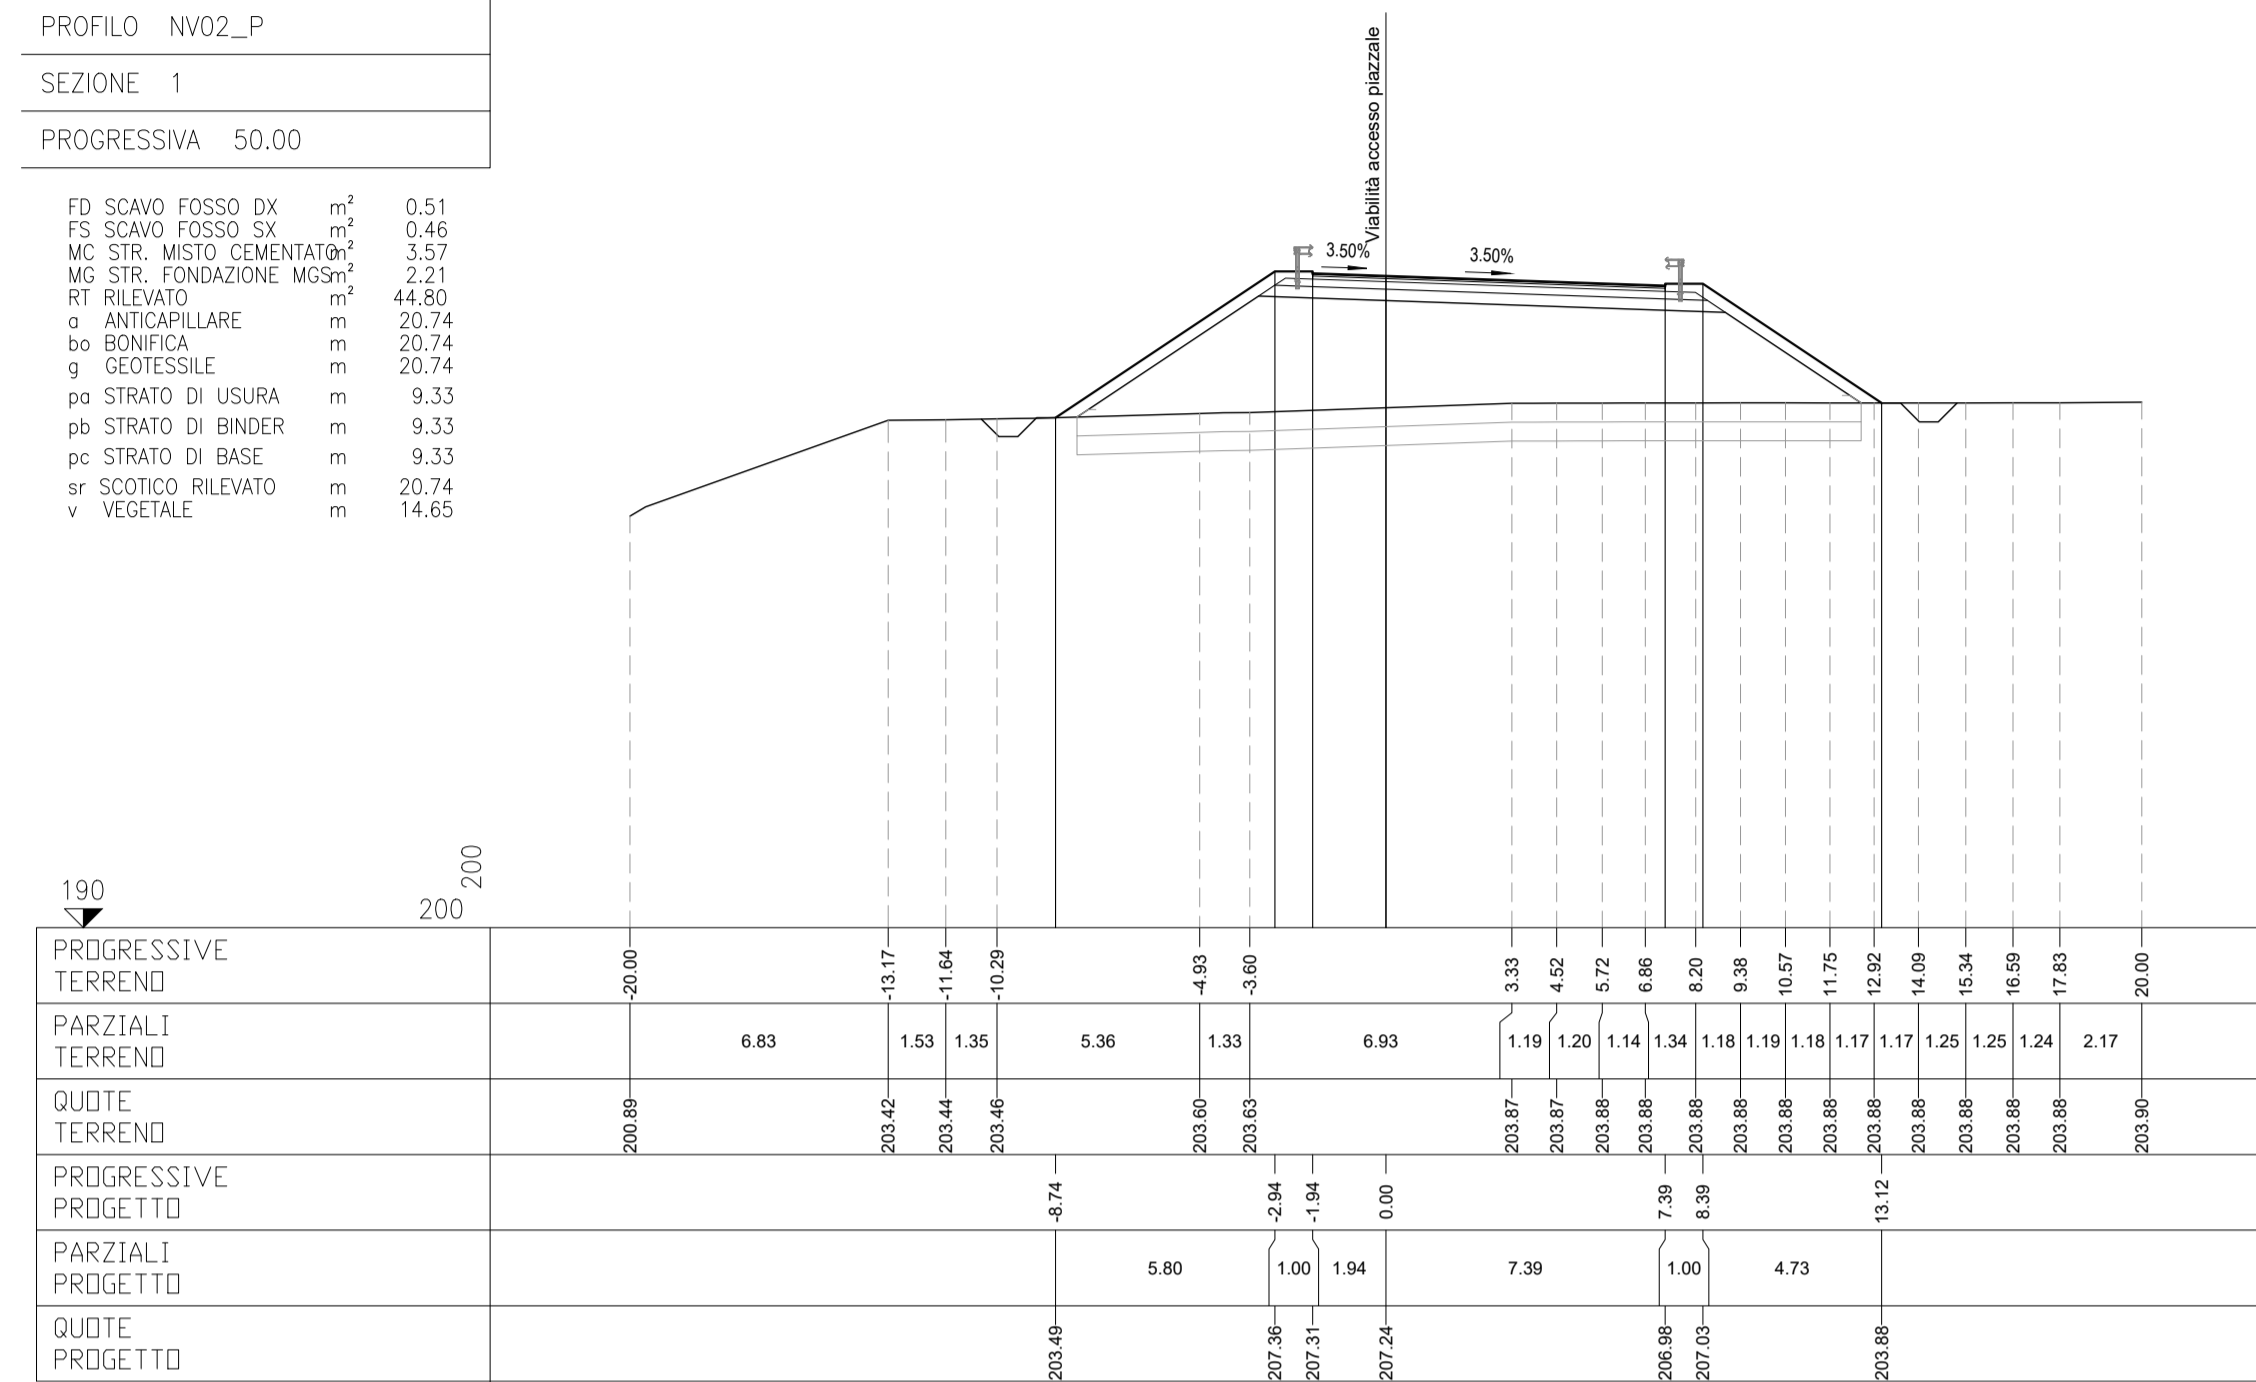 PROFILO NV02_P
SEZIONE 1
PROGRESSIVA 50.00
FD SCAVO FOSSO DX m² 0.51
FS SCAVO FOSSO SX m² 0.46
MC STR. MISTO CEMENTATO m² 3.57
MG STR. FONDAZIONE MGS m² 2.21
RT RILEVATO m² 44.80
a ANTICAPILLARE m 20.74
bo BONIFICA m 20.74
g GEOTESSILE m 20.74
pa STRATO DI USURA m 9.33
pb STRATO DI BINDER m 9.33
pc STRATO DI BASE m 9.33
sr SCOTICO RILEVATO m 20.74
v VEGETALE m 14.65
Viabilità accesso piazzale
3.50% 3.50%
190
200
200
PROGRESSIVE
TERRENO
-20.00 -13.17 -11.64 -10.29 -4.93 -3.60 3.33 4.52 5.72 6.86 8.20 9.38 10.57 11.75 12.92 14.09 15.34 16.59 17.83 20.00
PARZIALI
TERRENO
6.83 1.53 1.35 5.36 1.33 6.93 1.19 1.20 1.14 1.34 1.18 1.19 1.18 1.17 1.17 1.25 1.25 1.24 2.17
QUOTE
TERRENO
200.89 203.42 203.44 203.46 203.60 203.63 203.87 203.87 203.88 203.88 203.88 203.88 203.88 203.88 203.88 203.88 203.88 203.88 203.88 203.90
PROGRESSIVE
PROGETTO
-8.74 -2.94 -1.94 0.00 7.39 8.39 13.12
PARZIALI
PROGETTO
5.80 1.00 1.94 7.39 1.00 4.73
QUOTE
PROGETTO
203.49 207.36 207.31 207.24 206.98 207.03 203.88